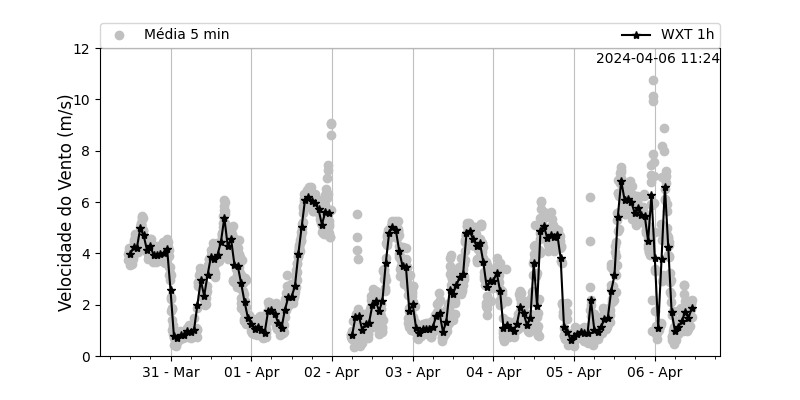 Média 5 min
WXT 1h
2024-04-06 11:24
Velocidade do Vento (m/s)
12
10
8
6
4
2
0
31 - Mar
01 - Apr
02 - Apr
03 - Apr
04 - Apr
05 - Apr
06 - Apr